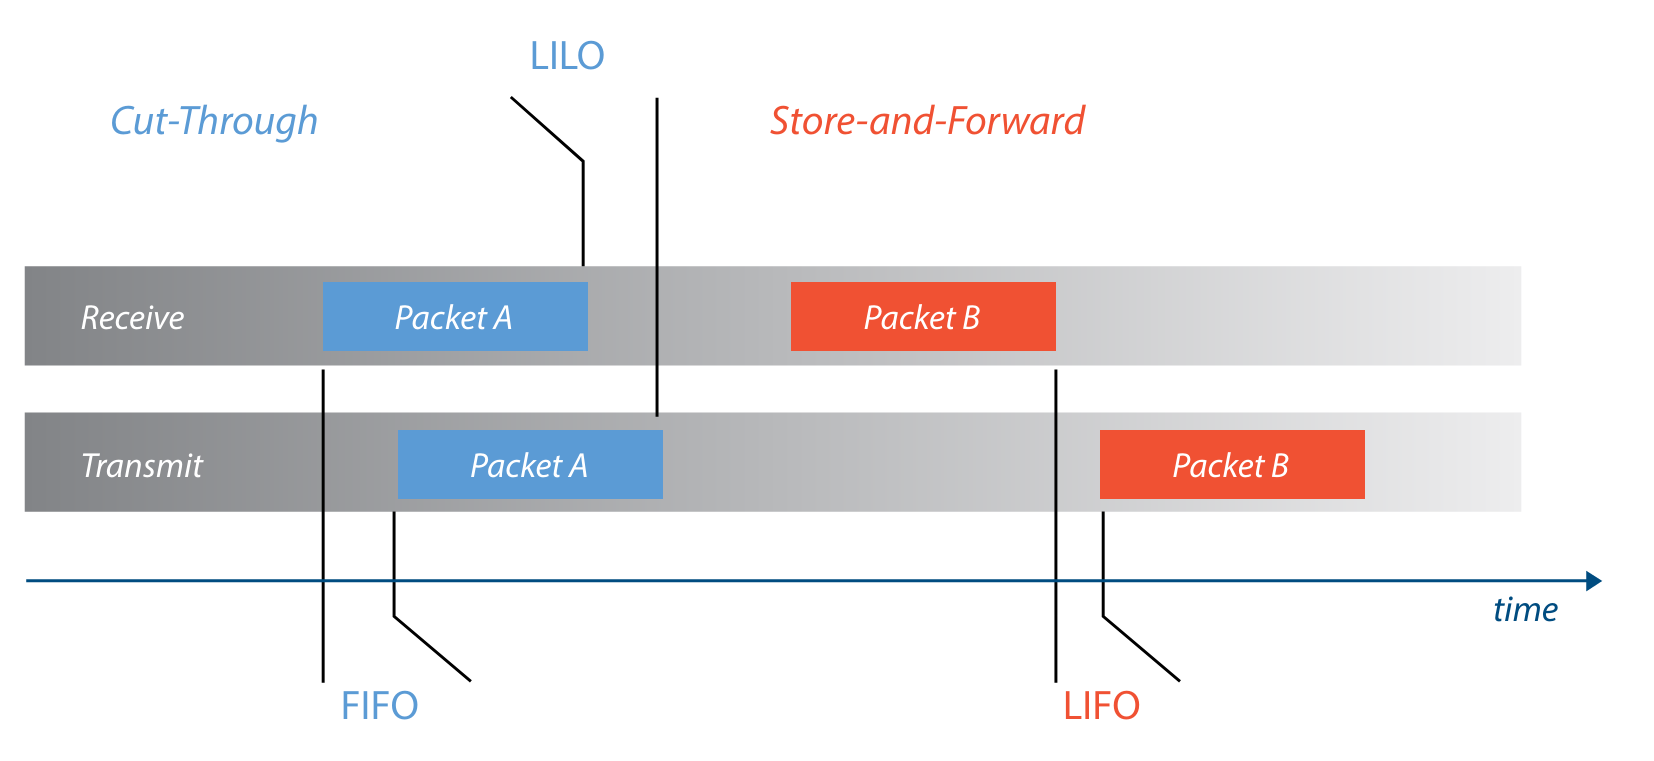 LILO
Cut-Through
Store-and-Forward
Receive
Packet A
Packet B
Transmit
Packet A
Packet B
time
FIFO
LIFO